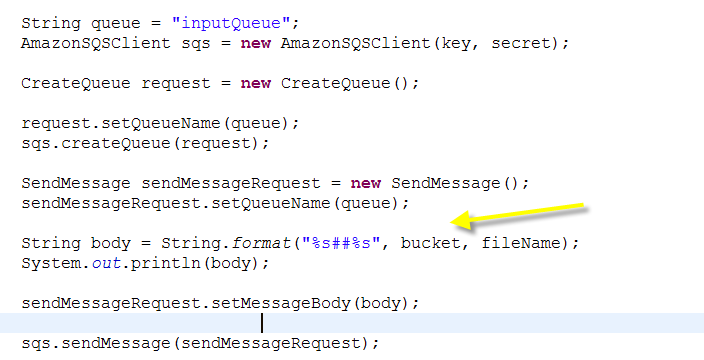 String queue = "inputQueue";
AmazonSQSClient sqs = new AmazonSQSClient(key, secret);
CreateQueue request = new CreateQueue();
request.setQueueName(queue);
sqs.createQueue(request);
SendMessage sendMessageRequest = new SendMessage();
sendMessageRequest.setQueueName(queue);
String body = String.format("%s##%s", bucket, fileName);
System.out.println(body);
sendMessageRequest.setMessageBody(body);
sqs.sendMessage(sendMessageRequest);